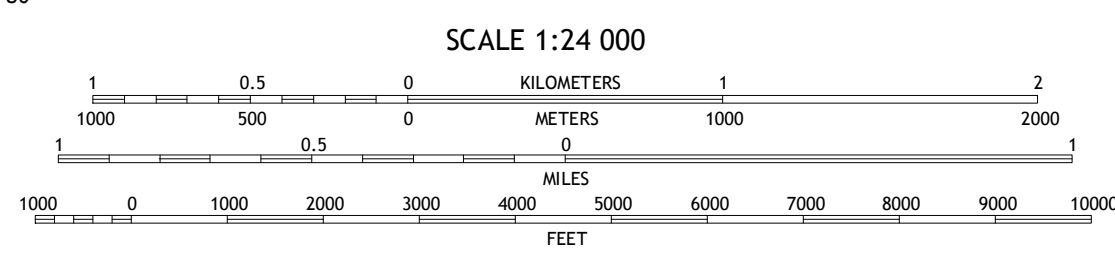 SCALE 1:24 000
1 0.5 0 KILOMETERS 1 2
1000 500 0 METERS 1000 2000
1 0.5 0 1
MILES
1000 0 1000 2000 3000 4000 5000 6000 7000 8000 9000 10000
FEET